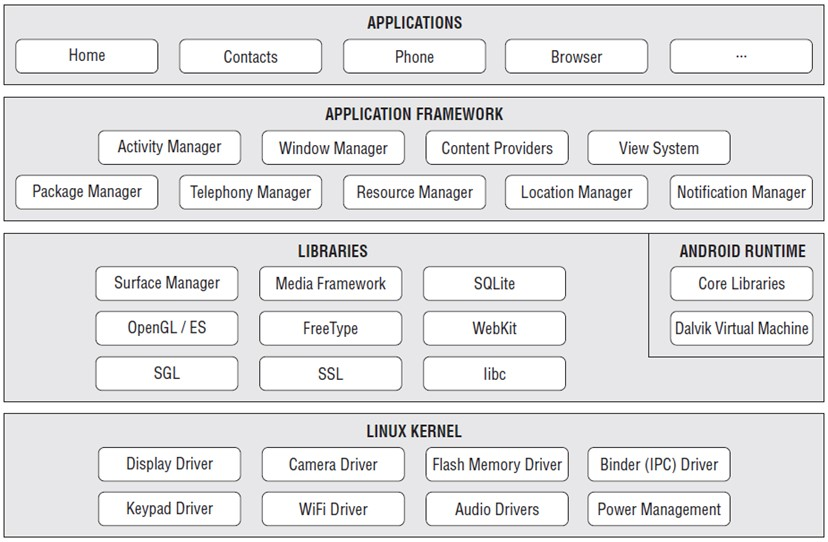 APPLICATIONS
Home
Contacts
Phone
Browser
...
APPLICATION FRAMEWORK
Activity Manager
Window Manager
Content Providers
View System
Package Manager
Telephony Manager
Resource Manager
Location Manager
Notification Manager
LIBRARIES
Surface Manager
Media Framework
SQLite
OpenGL / ES
FreeType
WebKit
SGL
SSL
libc
ANDROID RUNTIME
Core Libraries
Dalvik Virtual Machine
LINUX KERNEL
Display Driver
Camera Driver
Flash Memory Driver
Binder (IPC) Driver
Keypad Driver
WiFi Driver
Audio Drivers
Power Management